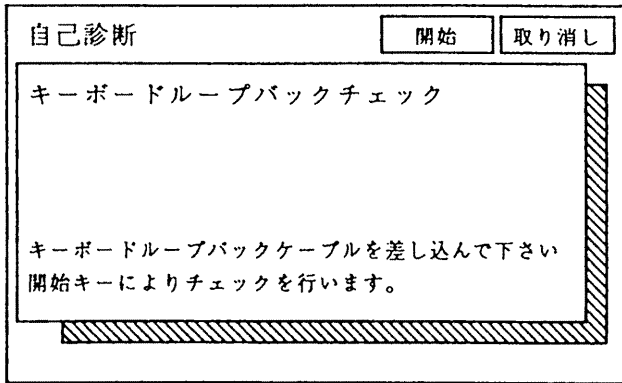 自己診断
開始
取り消し
キーボードループバックチェック
キーボードループバックケーブルを差し込んで下さい
開始キーによりチェックを行います。